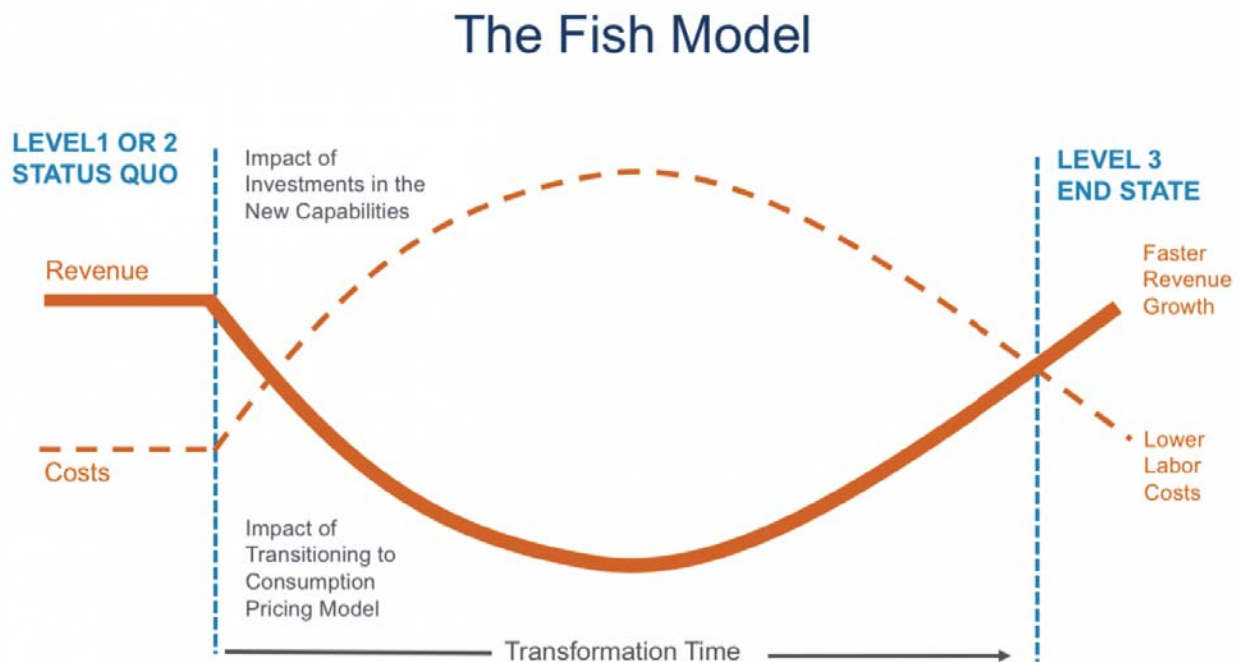 The Fish Model
LEVEL1 OR 2
STATUS QUO
Impact of
Investments in the
New Capabilities
LEVEL 3
END STATE
Revenue
Faster
Revenue
Growth
Costs
Lower
Labor
Costs
Impact of
Transitioning to
Consumption
Pricing Model
Transformation Time